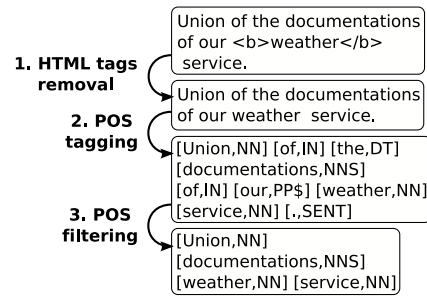 Union of the documentations
of our <b>weather</b>
service.
1. HTML tags
removal
Union of the documentations
of our weather service.
2. POS
tagging
[Union,NN] [of,IN] [the,DT]
[documentations,NNS]
[of,IN] [our,PP$] [weather,NN]
[service,NN] [.,SENT]
3. POS
filtering
[Union,NN]
[documentations,NNS]
[weather,NN] [service,NN]